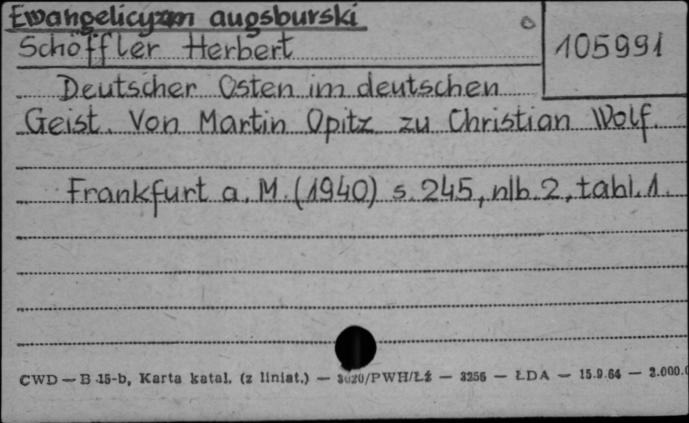 Ewangelicyzm augsburski
Schöffler Herbert
105991
Deutscher Osten im deutschen
Geist. Von Martin Opitz zu Christian Wolf.
Frankfurt a. M. (1940) s. 245, nlb. 2, tabl. 1.
CWD — B 15-b, Karta katal. (z liniat.) — 3020/PWH/Łż — 3256 — ŁDA — 15.9.64 — 2.000.0